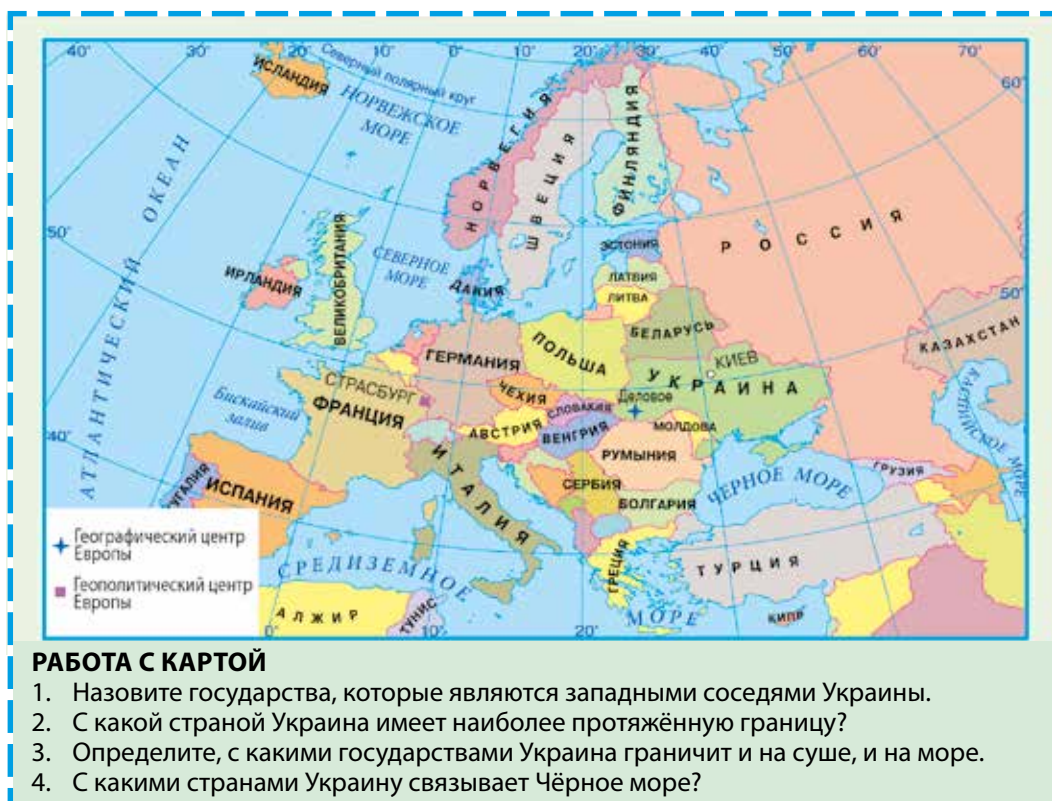 40° 30° 20° 10° 0° 10° 20° 30° 40° 50° 60° 70°
ИСЛАНДИЯ
Северный полярный круг
60°
НОРВЕЖСКОЕ
МОРЕ
АТЛАНТИЧЕСКИЙ ОКЕАН
НОРВЕГИЯ
ШВЕЦИЯ
ФИНЛЯНДИЯ
РОССИЯ
50°
ИРЛАНДИЯ
ВЕЛИКОБРИТАНИЯ
СЕВЕРНОЕ
МОРЕ
ДАНИЯ
ЭСТОНИЯ
ЛАТВИЯ
ЛИТВА
БЕЛАРУСЬ
50°
КАЗАХСТАН
ГЕРМАНИЯ
ПОЛЬША
КИЕВ
УКРАИНА
СТРАСБУРГ
ФРАНЦИЯ
ЧЕХИЯ
СЛОВАКИЯ
Деловое
КАСПИЙСКОЕ МОРЕ
Бискайский
залив
АВСТРИЯ
ВЕНГРИЯ
МОЛДОВА
40°
ИТАЛИЯ
РУМЫНИЯ
СЕРБИЯ
БОЛГАРИЯ
ЧЕРНОЕ МОРЕ
ГРУЗИЯ
ТУГАЛИЯ
ИСПАНИЯ
ГРЕЦИЯ
ТУРЦИЯ
СРЕДИЗЕМНОЕ
МОРЕ
КИПР
АЛЖИР
ТУНИС
0° 10° 20°
Географический центр
Европы
Геополитический центр
Европы
РАБОТА С КАРТОЙ
1. Назовите государства, которые являются западными соседями Украины.
2. С какой страной Украина имеет наиболее протяжённую границу?
3. Определите, с какими государствами Украина граничит и на суше, и на море.
4. С какими странами Украину связывает Чёрное море?